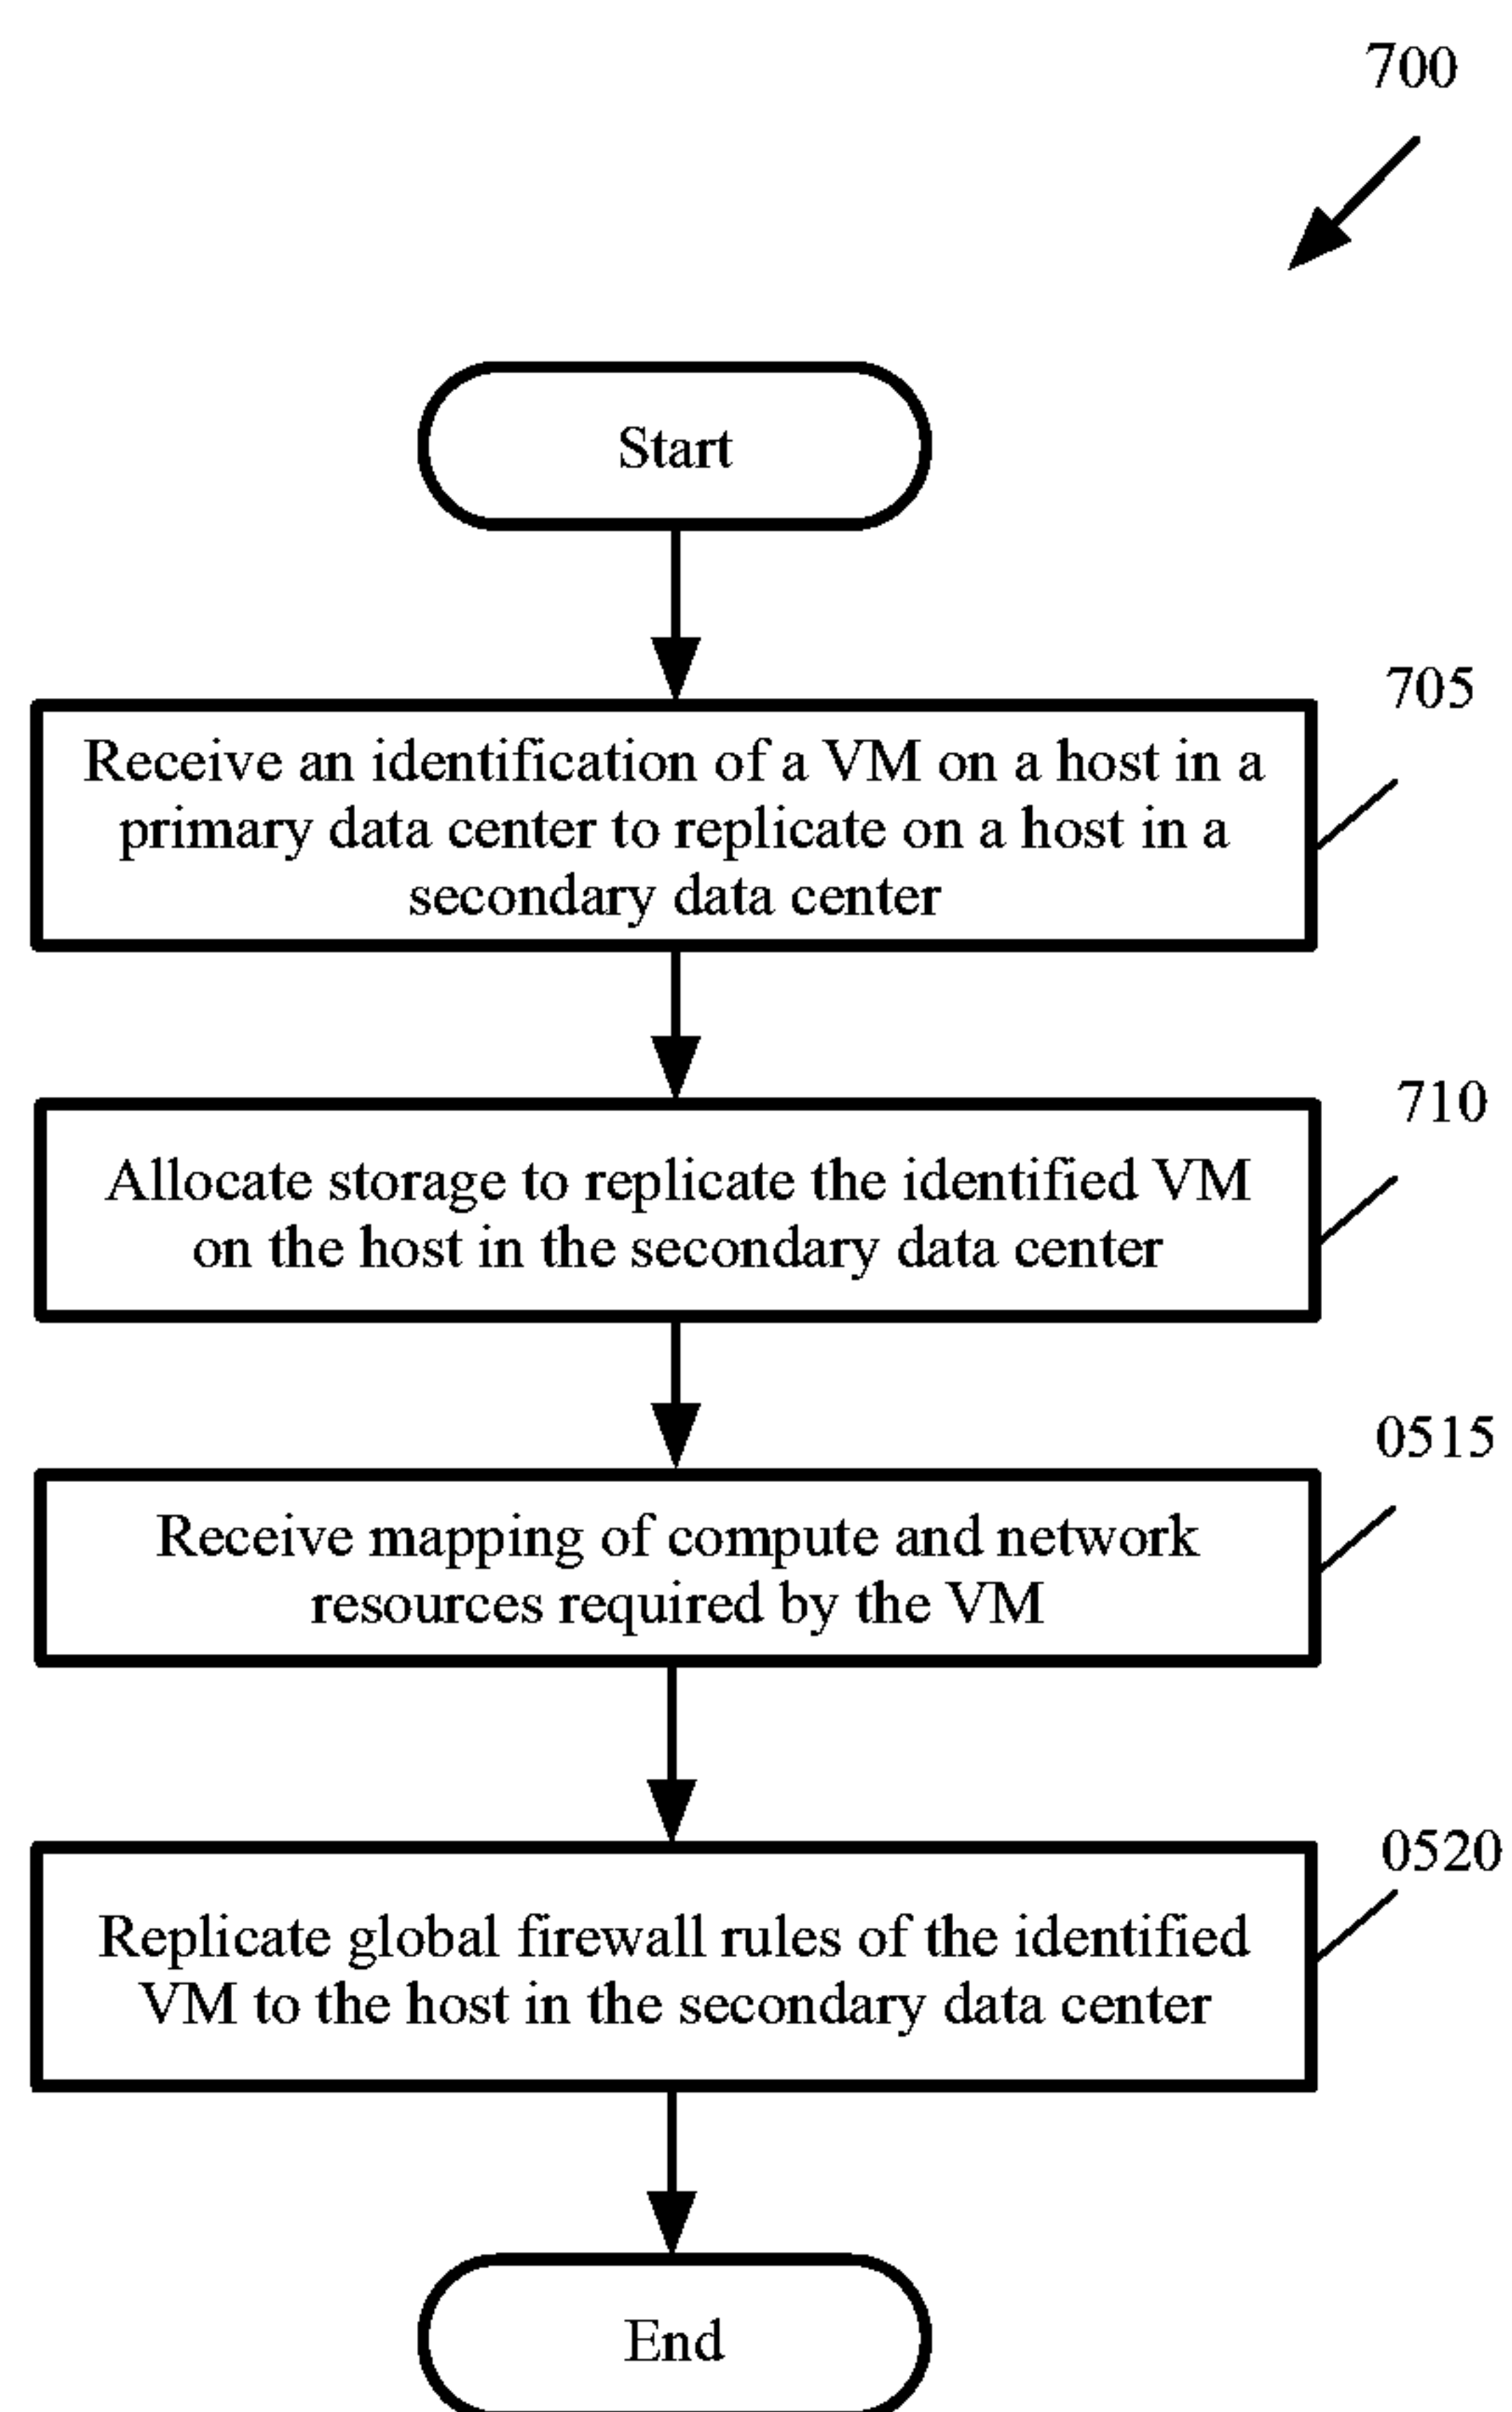 700
Start
705
Receive an identification of a VM on a host in a
primary data center to replicate on a host in a
secondary data center
710
Allocate storage to replicate the identified VM
on the host in the secondary data center
0515
Receive mapping of compute and network
resources required by the VM
0520
Replicate global firewall rules of the identified
VM to the host in the secondary data center
End